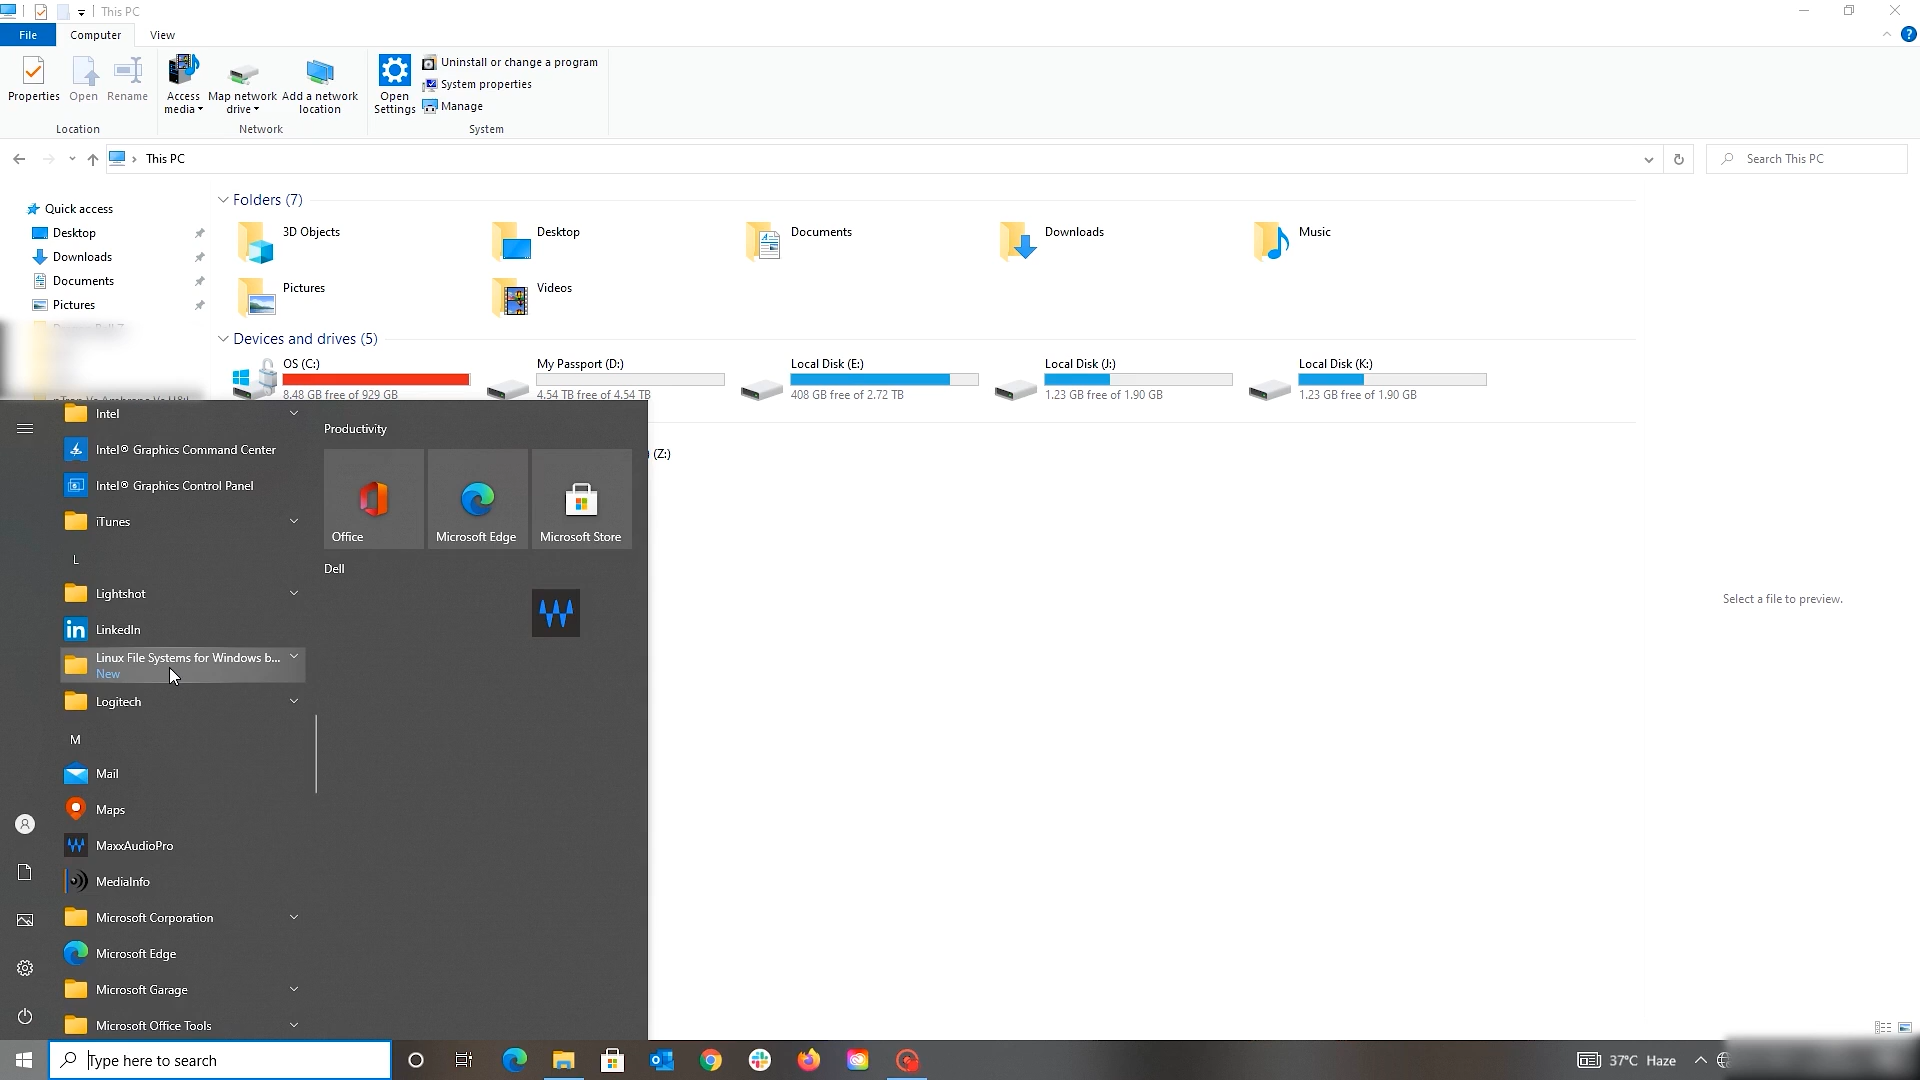 This PC
File
Computer
View
Properties
Open
Rename
Access
media
Map network
drive
Add a network
location
Open
Settings
Uninstall or change a program
System properties
Manage
Location
Network
System
This PC
Search This PC
Quick access
Desktop
Downloads
Documents
Pictures
Folders (7)
3D Objects
Desktop
Documents
Downloads
Music
Pictures
Videos
Devices and drives (5)
OS (C:)
8.48 GB free of 929 GB
My Passport (D:)
4.54 TB free of 4.54 TB
Local Disk (E:)
408 GB free of 2.72 TB
Local Disk (J:)
1.23 GB free of 1.90 GB
Local Disk (K:)
1.23 GB free of 1.90 GB
(Z:)
Select a file to preview.
Intel
Intel® Graphics Command Center
Intel® Graphics Control Panel
iTunes
L
Lightshot
LinkedIn
Linux File Systems for Windows b...
New
Logitech
M
Mail
Maps
MaxxAudioPro
MediaInfo
Microsoft Corporation
Microsoft Edge
Microsoft Garage
Microsoft Office Tools
Productivity
Office
Microsoft Edge
Microsoft Store
Dell
Type here to search
37°C Haze